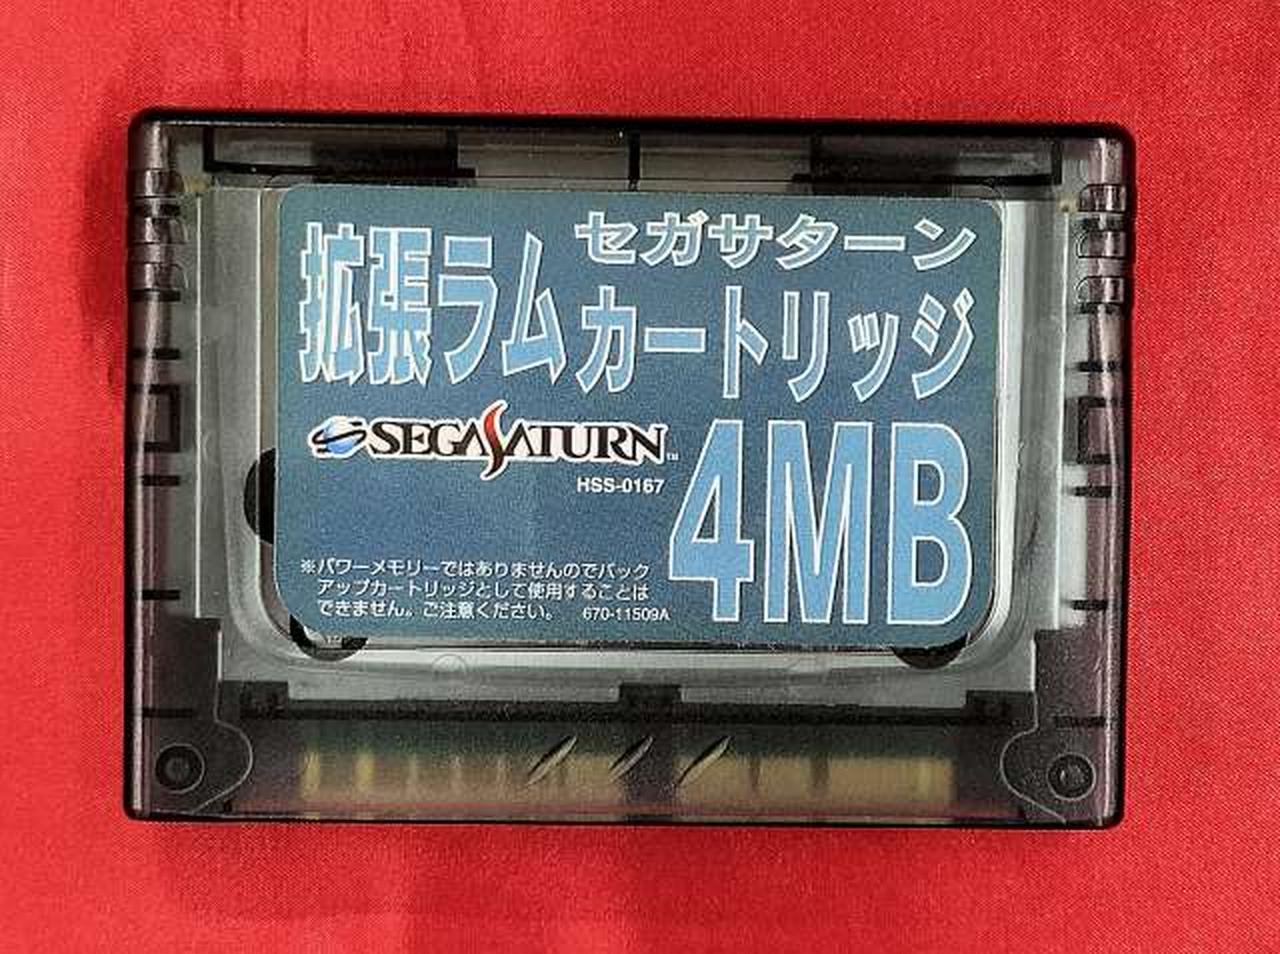 セガサターン
拡張ラムカートリッジ
4MB
SEGA SATURN™
HSS-0167
※パワーメモリーではありませんのでバック
アップカートリッジとして使用することは
できません。ご注意ください。 670-11509A